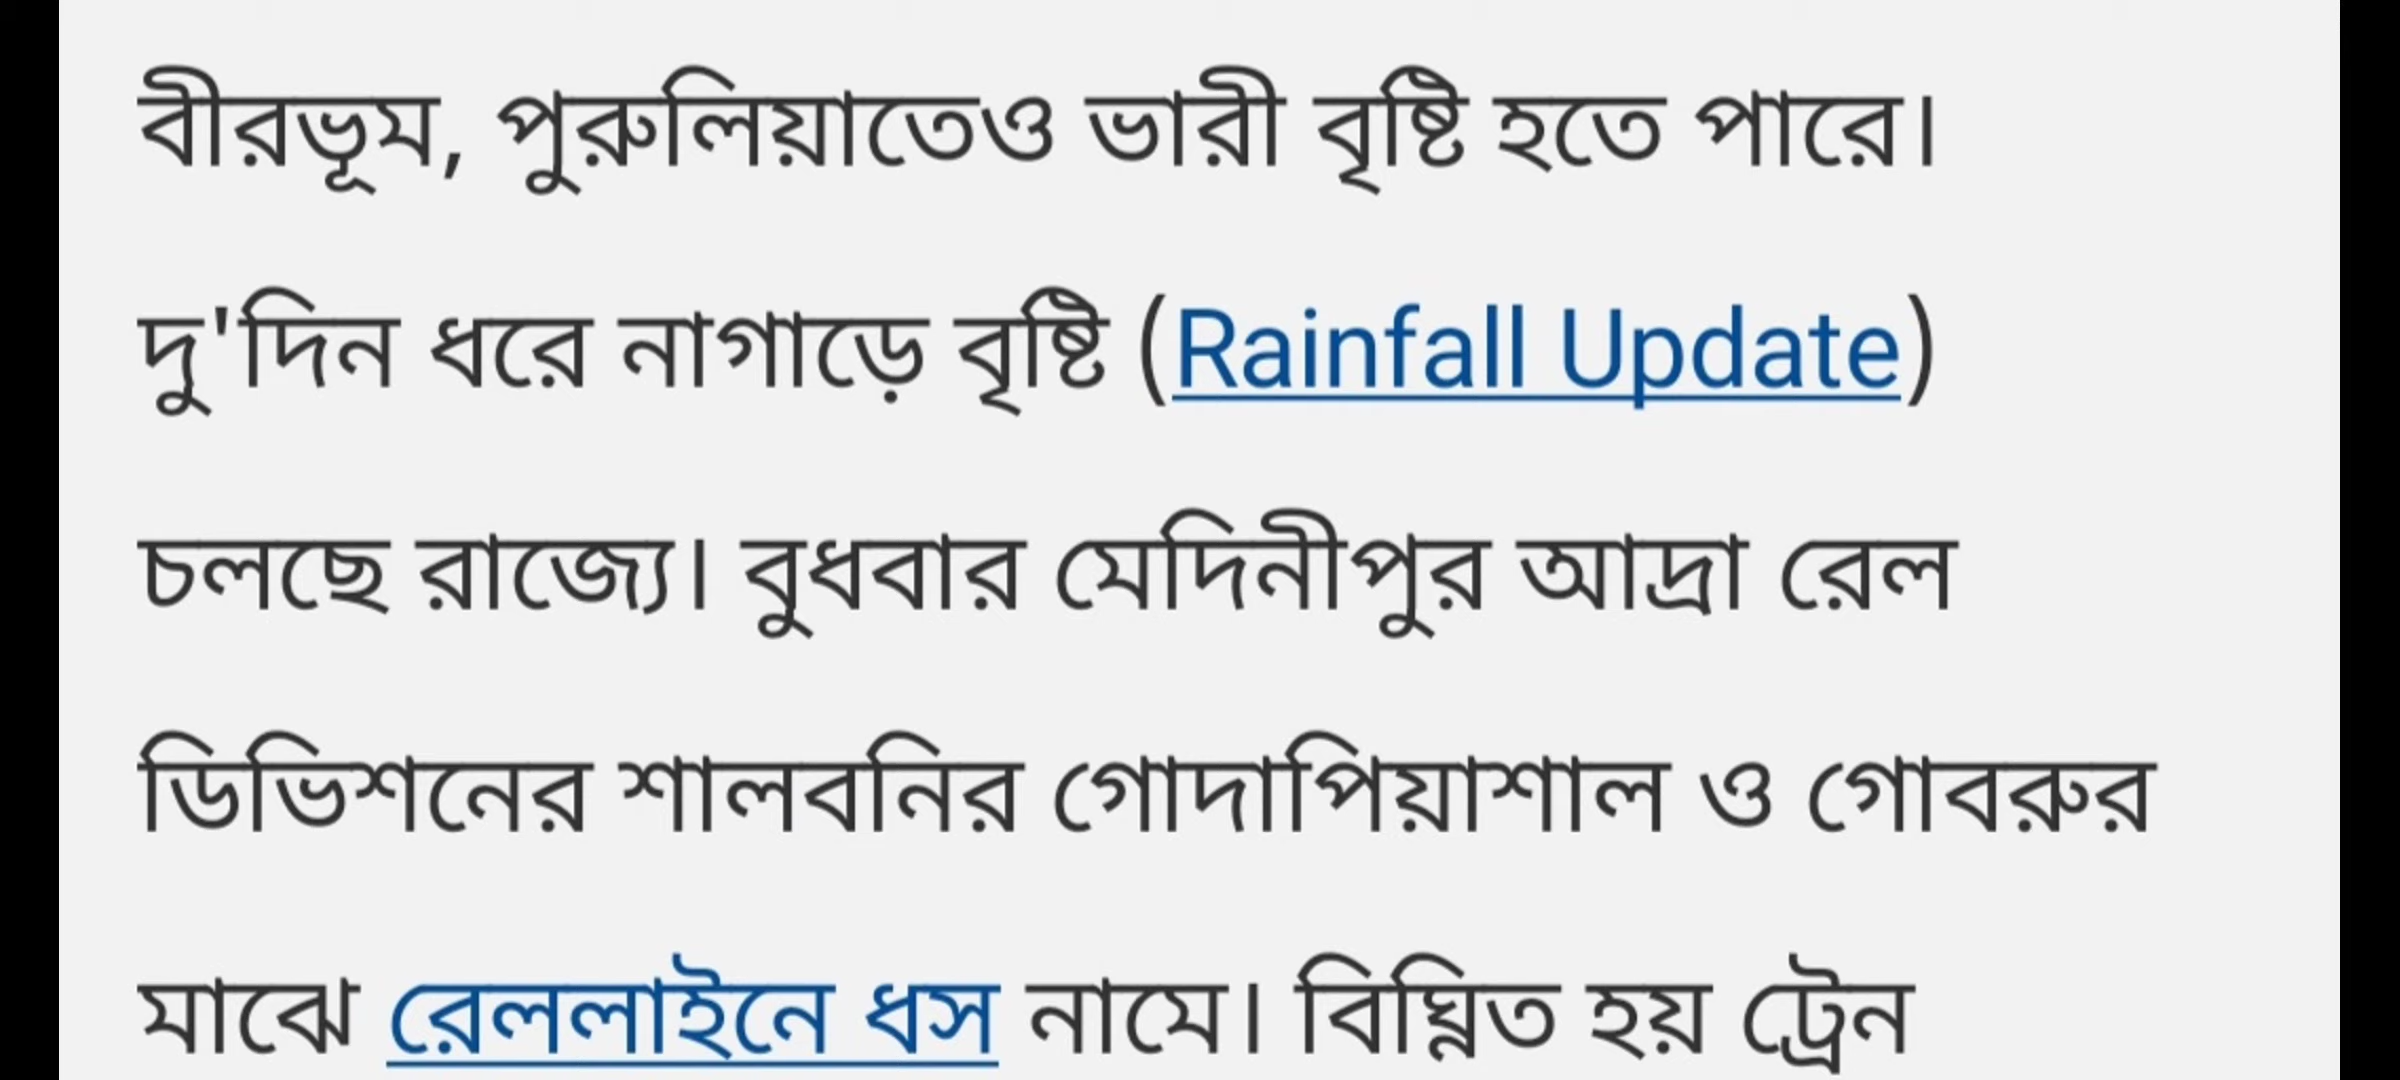 বীরভূম, পুরুলিয়াতেও ভারী বৃষ্টি হতে পারে।
দু'দিন ধরে নাগাড়ে বৃষ্টি (Rainfall Update)
চলছে রাজ্যে। বুধবার মেদিনীপুর আদ্রা রেল
ডিভিশনের শালবনির গোদাপিয়াশাল ও গোবরুর
মাঝে রেললাইনে ধস নামে। বিঘ্নিত হয় ট্রেন